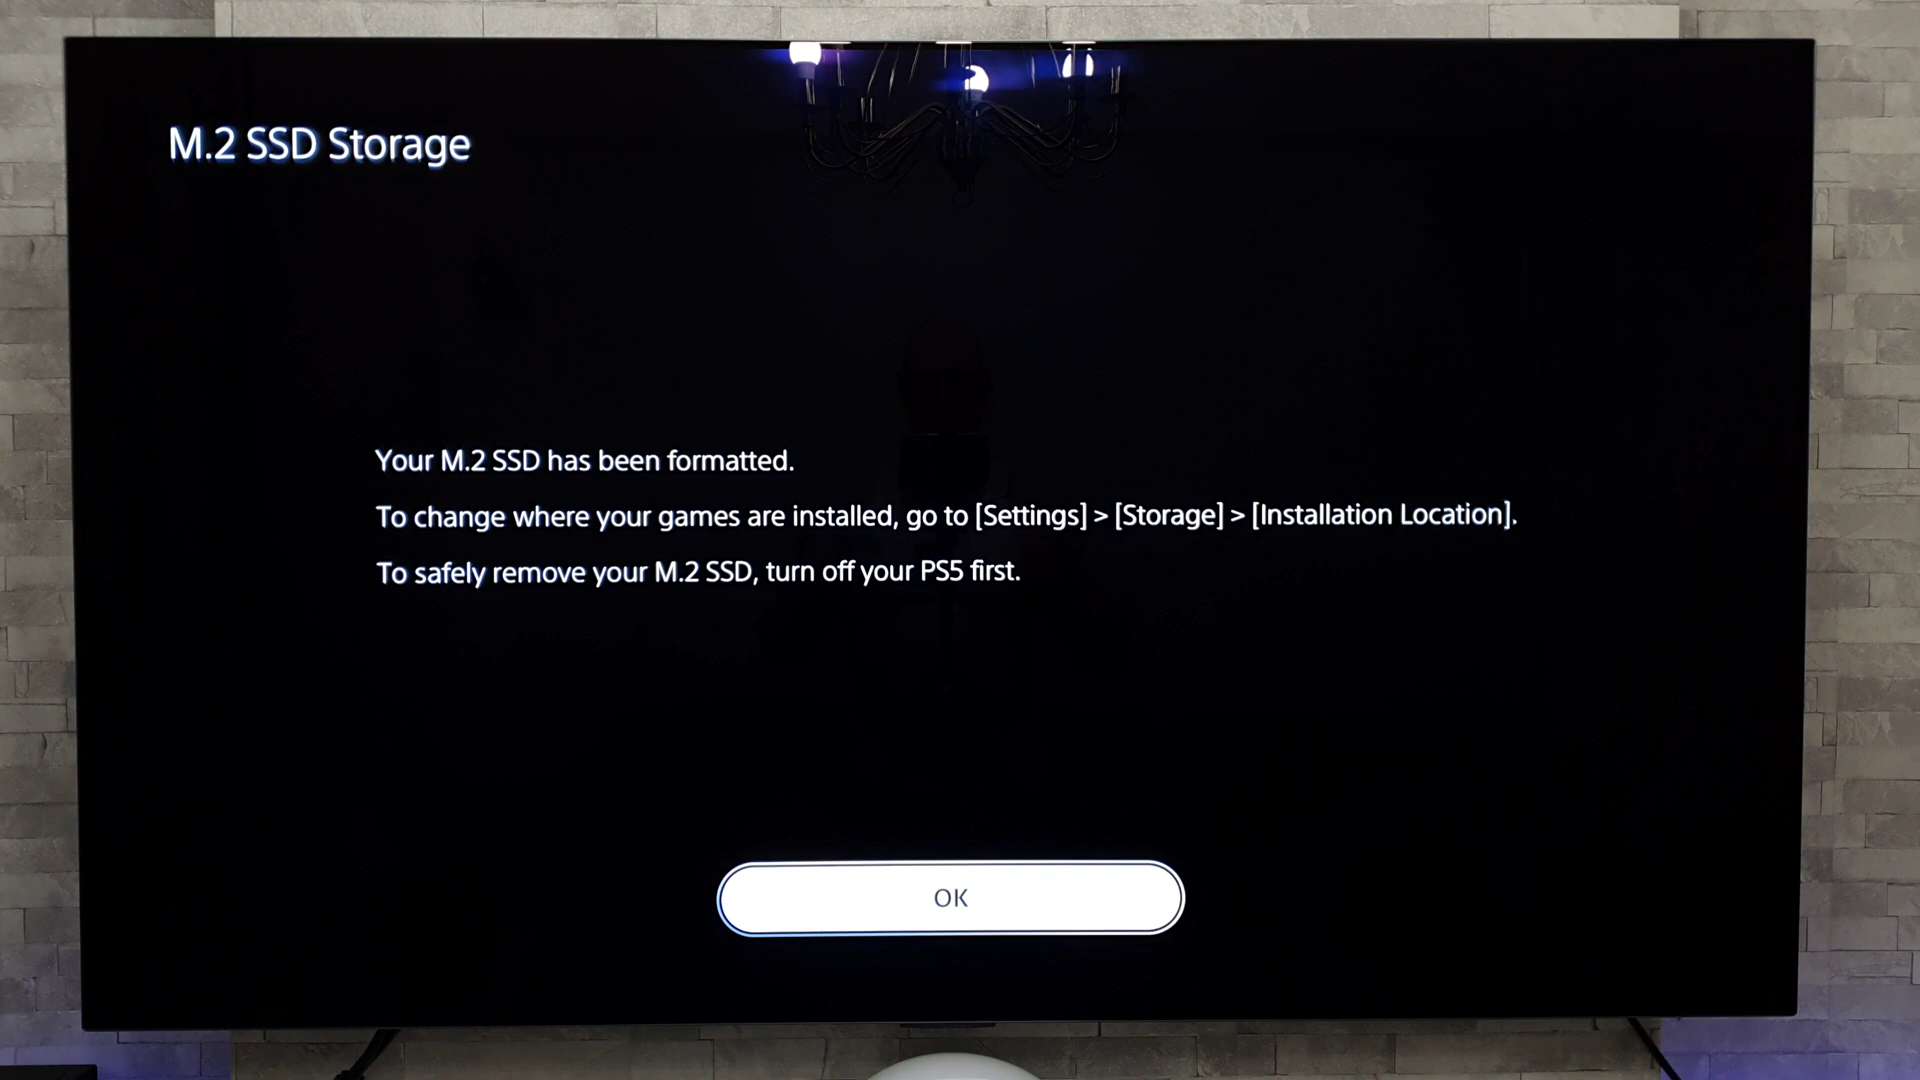 M.2 SSD Storage
Your M.2 SSD has been formatted.
To change where your games are installed, go to [Settings] > [Storage] > [Installation Location].
To safely remove your M.2 SSD, turn off your PS5 first.
OK